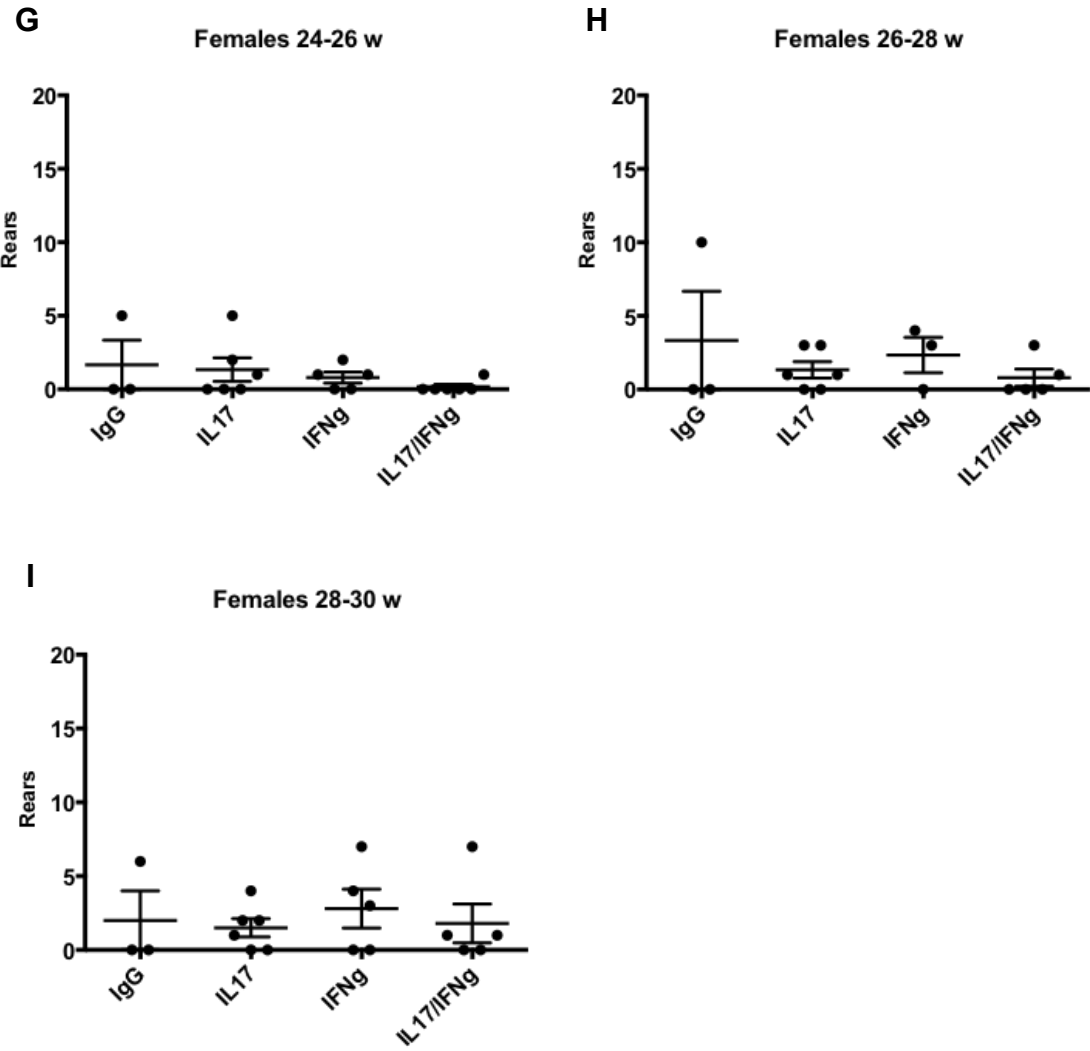 G
Females 24-26 w
20
15
10
5
0
Rears
IgG
IL17
IFNg
IL17/IFNg
H
Females 26-28 w
20
15
10
5
0
Rears
IgG
IL17
IFNg
IL17/IFNg
I
Females 28-30 w
20
15
10
5
0
Rears
IgG
IL17
IFNg
IL17/IFNg